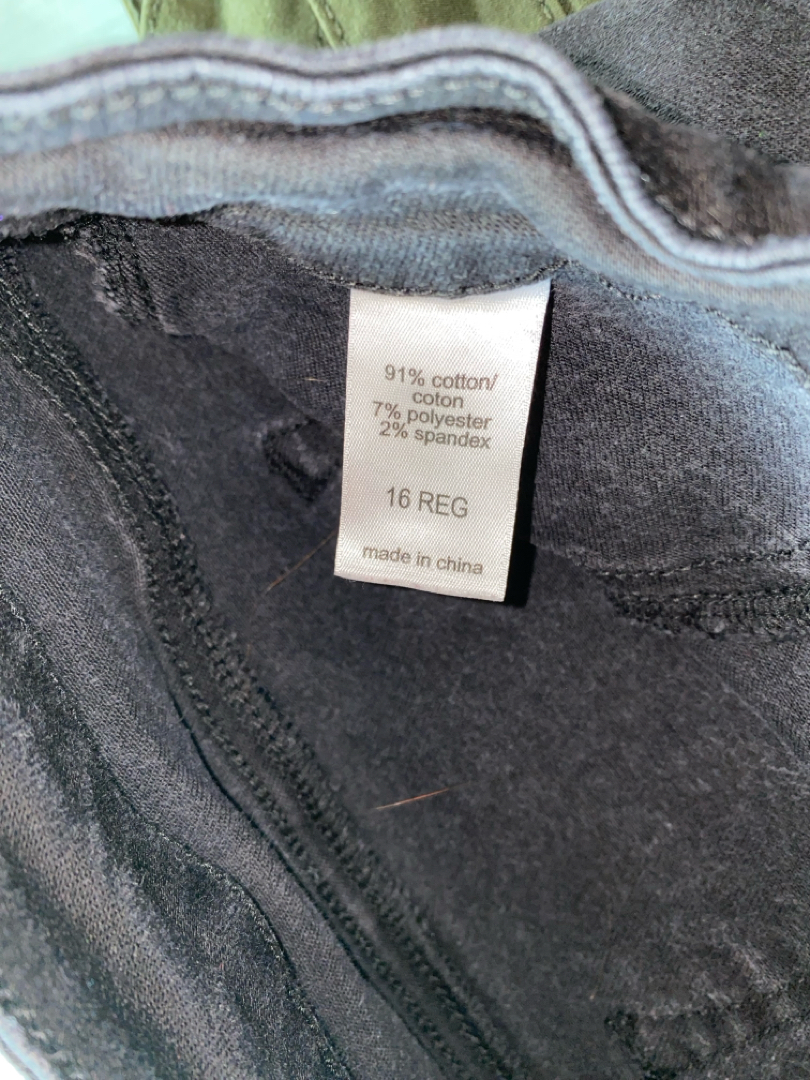 91% cotton/
coton
7% polyester
2% spandex
16 REG
made in china